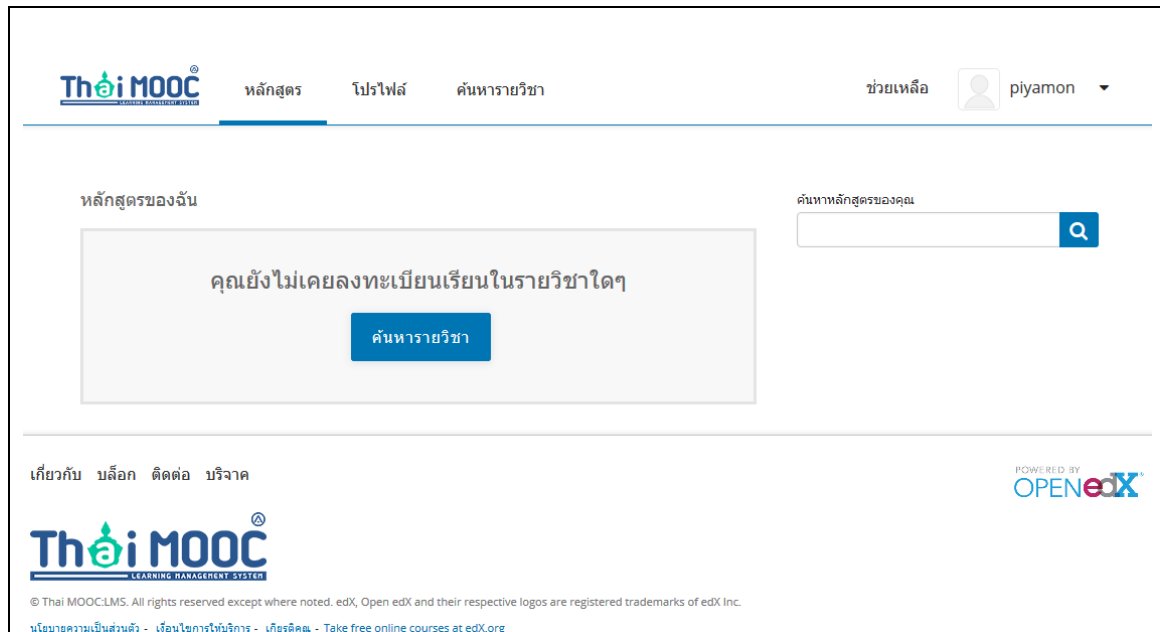 Thai MOOC
LEARNING MANAGEMENT SYSTEM
หลักสูตร โปรไฟล์ ค้นหารายวิชา ช่วยเหลือ piyamon
หลักสูตรของฉัน
ค้นหาหลักสูตรของคุณ
คุณยังไม่เคยลงทะเบียนเรียนในรายวิชาใดๆ
ค้นหารายวิชา
เกี่ยวกับ บล็อก ติดต่อ บริจาค
POWERED BY
OPEN edX
Thai MOOC
LEARNING MANAGEMENT SYSTEM
© Thai MOOC:LMS. All rights reserved except where noted. edX, Open edX and their respective logos are registered trademarks of edX Inc.
นโยบายความเป็นส่วนตัว - เงื่อนไขการให้บริการ - เกียรติคุณ - Take free online courses at edX.org